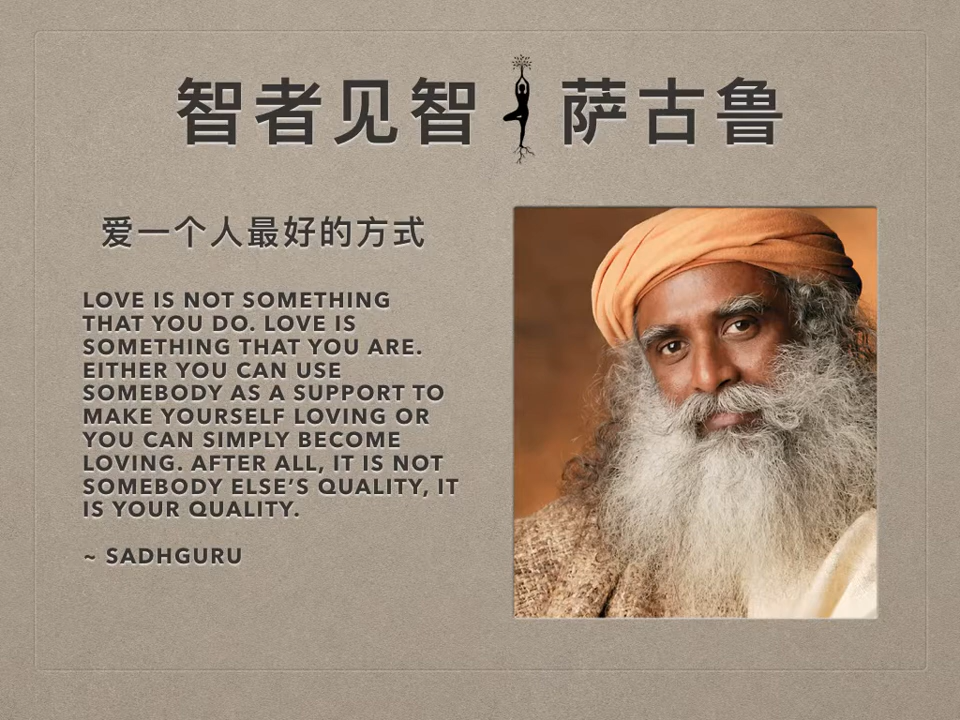 智者见智 萨古鲁
爱一个人最好的方式
LOVE IS NOT SOMETHING
THAT YOU DO. LOVE IS
SOMETHING THAT YOU ARE.
EITHER YOU CAN USE
SOMEBODY AS A SUPPORT TO
MAKE YOURSELF LOVING OR
YOU CAN SIMPLY BECOME
LOVING. AFTER ALL, IT IS NOT
SOMEBODY ELSE’S QUALITY, IT
IS YOUR QUALITY.
~ SADHGURU